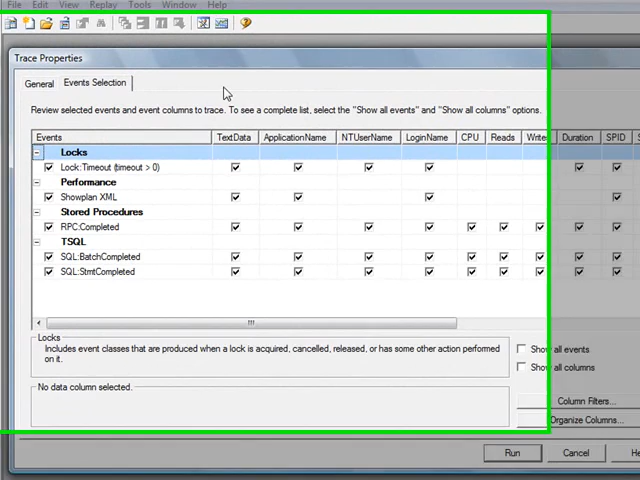 File Edit View Replay Tools Window Help
Trace Properties
General Events Selection
Review selected events and event columns to trace. To see a complete list, select the "Show all events" and "Show all columns" options.
Events TextData ApplicationName NTUserName LoginName CPU Reads Writes Duration SPID
Locks
Lock:Timeout (timeout > 0)
Performance
Showplan XML
Stored Procedures
RPC:Completed
TSQL
SQL:BatchCompleted
SQL:StmtCompleted
Locks
Includes event classes that are produced when a lock is acquired, cancelled, released, or has some other action performed
on it.
Show all events
Show all columns
No data column selected.
Column Filters...
Organize Columns...
Run Cancel He